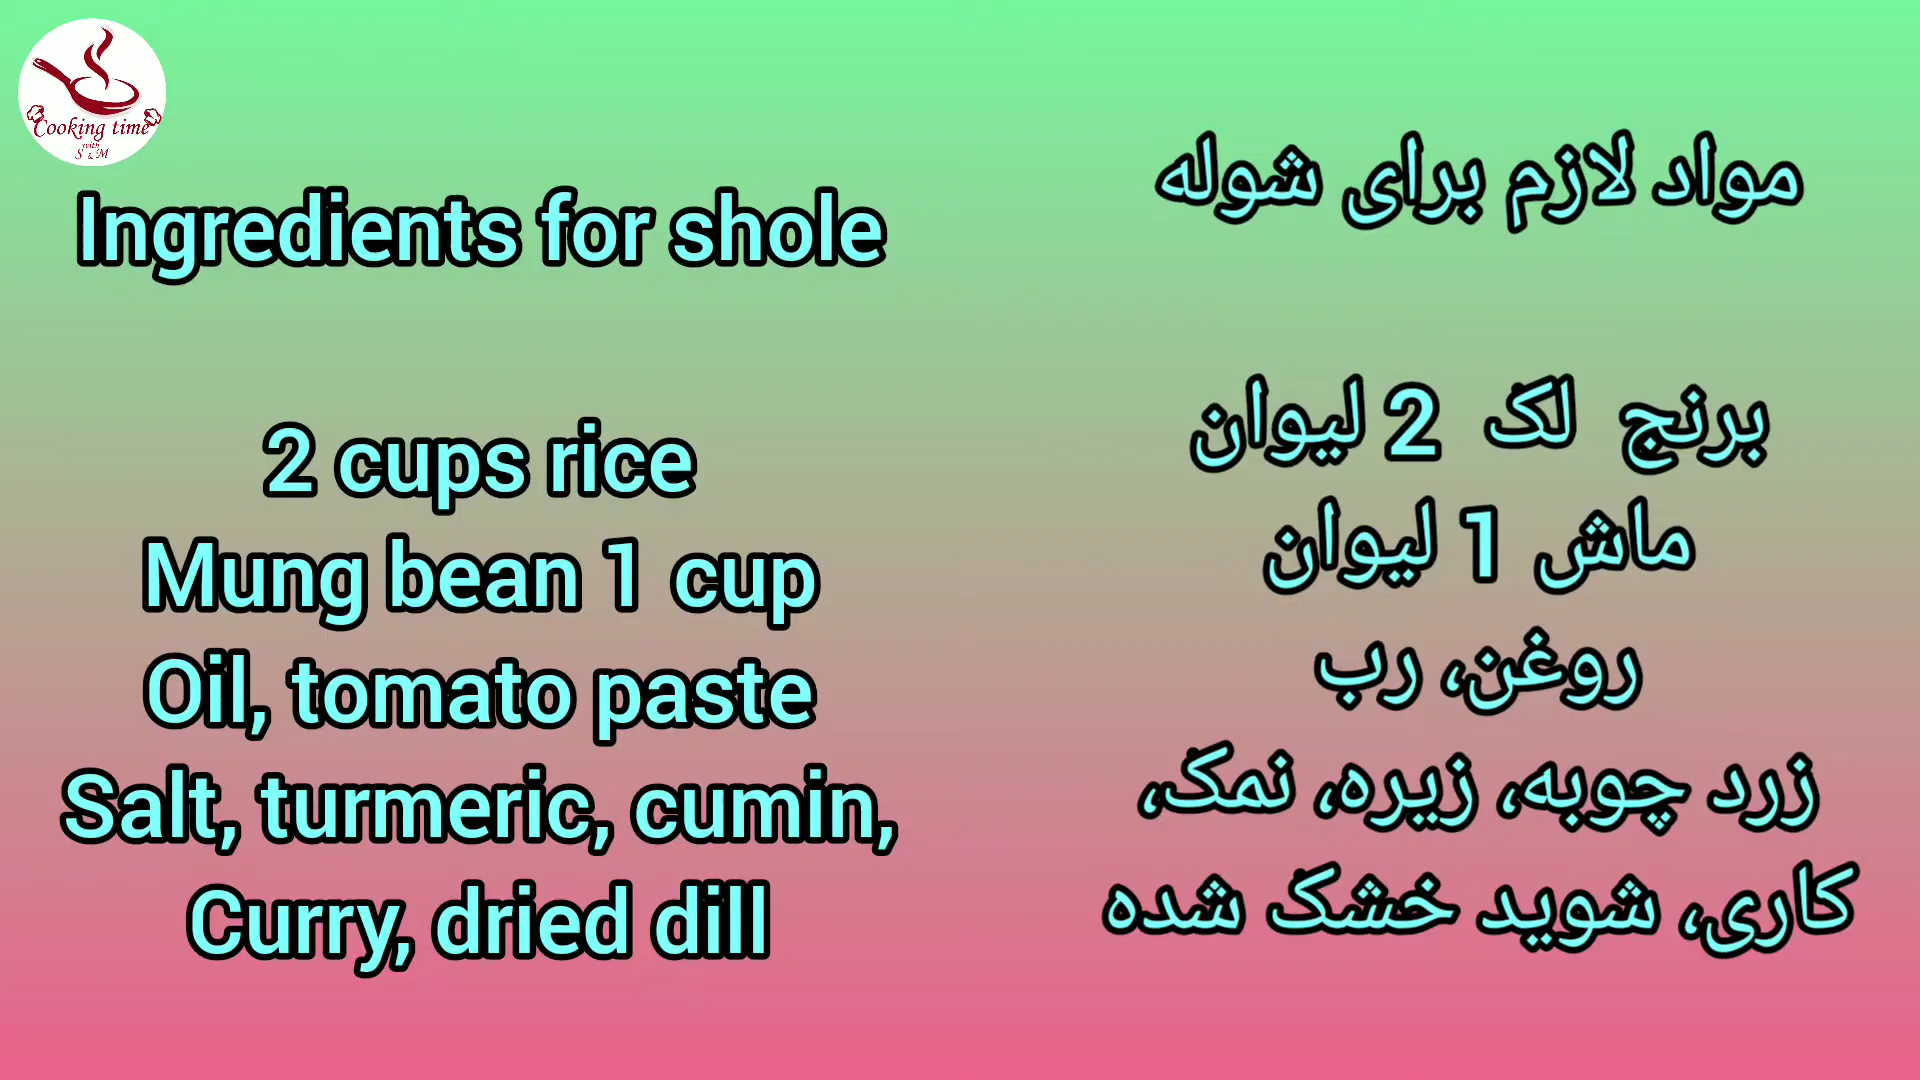 Cooking time
with
S & M
Ingredients for shole
2 cups rice
Mung bean 1 cup
Oil, tomato paste
Salt, turmeric, cumin,
Curry, dried dill
مواد لازم برای شوله
برنج لک 2 لیوان
ماش 1 لیوان
روغن، رب
زرد چوبه، زیره، نمک،
کاری، شوید خشک شده